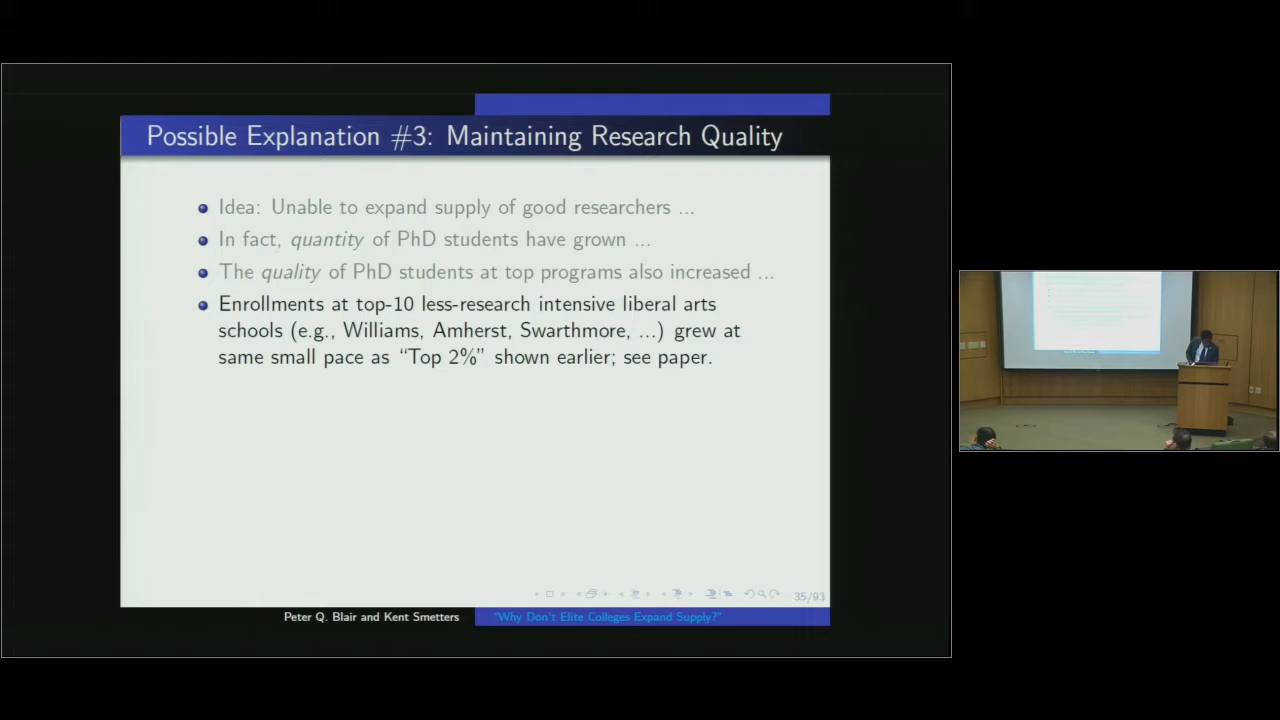 Possible Explanation #3: Maintaining Research Quality
Idea: Unable to expand supply of good researchers ...
In fact, quantity of PhD students have grown ...
The quality of PhD students at top programs also increased ...
Enrollments at top-10 less-research intensive liberal arts
schools (e.g., Williams, Amherst, Swarthmore, ...) grew at
same small pace as “Top 2%” shown earlier; see paper.
35/93
Peter Q. Blair and Kent Smetters
"Why Don't Elite Colleges Expand Supply?"